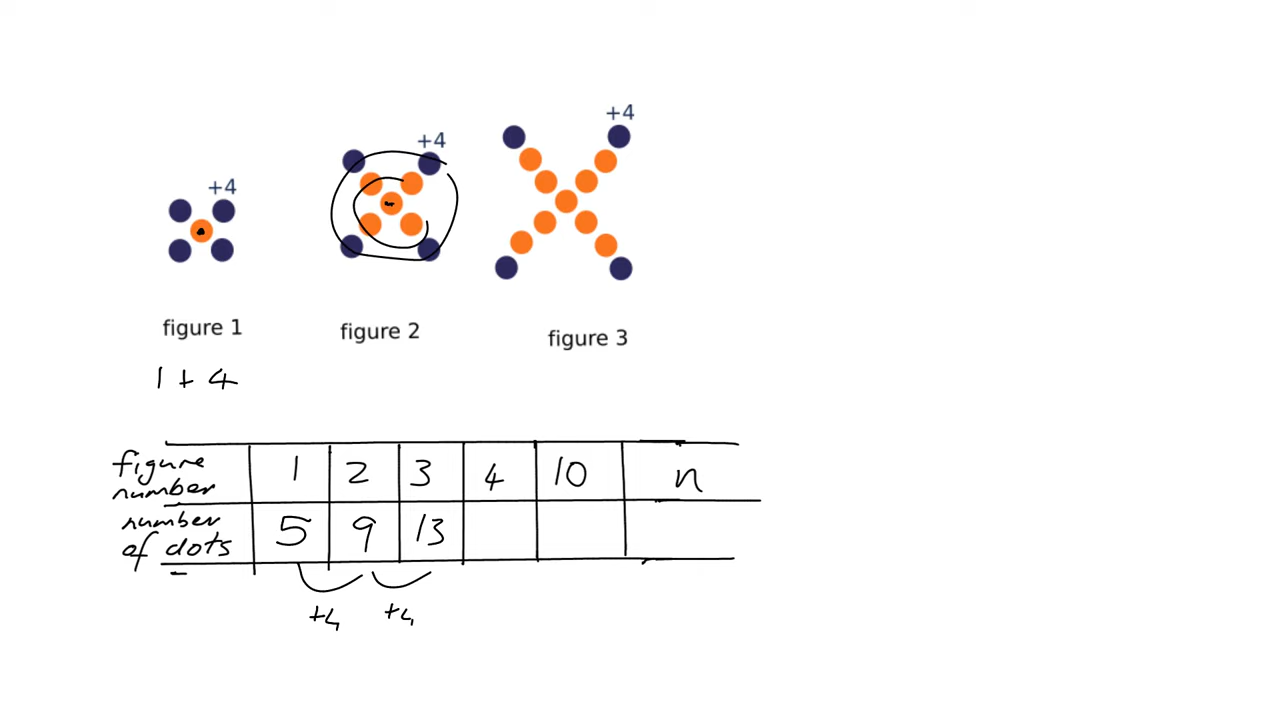 +4
+4
+4
figure 1
figure 2
figure 3
1 + 4
figure number 1 2 3 4 10 n
number of dots 5 9 13
+4 +4